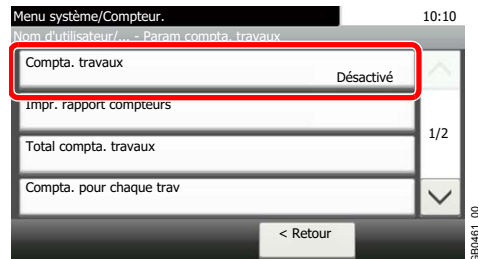 Menu système/Compteur. 10:10
Nom d'utilisateur/... - Param compta. travaux
Compta. travaux
Désactivé
Impr. rapport compteurs
1/2
Total compta. travaux
Compta. pour chaque trav
< Retour
GB0461_00